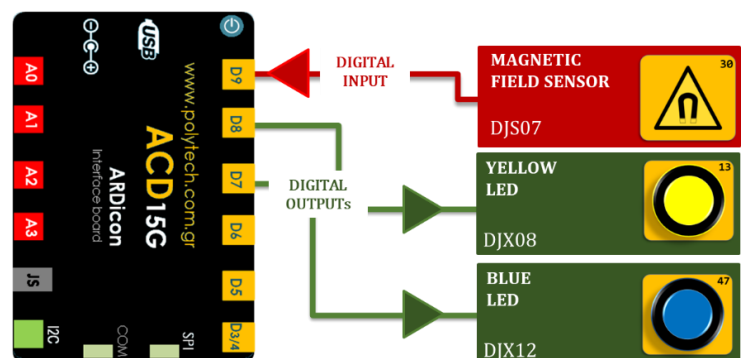 USB
A0
A1
A2
A3
JS
I2C
COM
SPI
D9
D8
D7
D6
D5
D3/4
www.polytech.com.gr
ACD15G
ARDicon
Interface board
DIGITAL
INPUT
DIGITAL
OUTPUTs
MAGNETIC
FIELD SENSOR
DJS07
30
YELLOW
LED
DJX08
13
BLUE
LED
DJX12
47